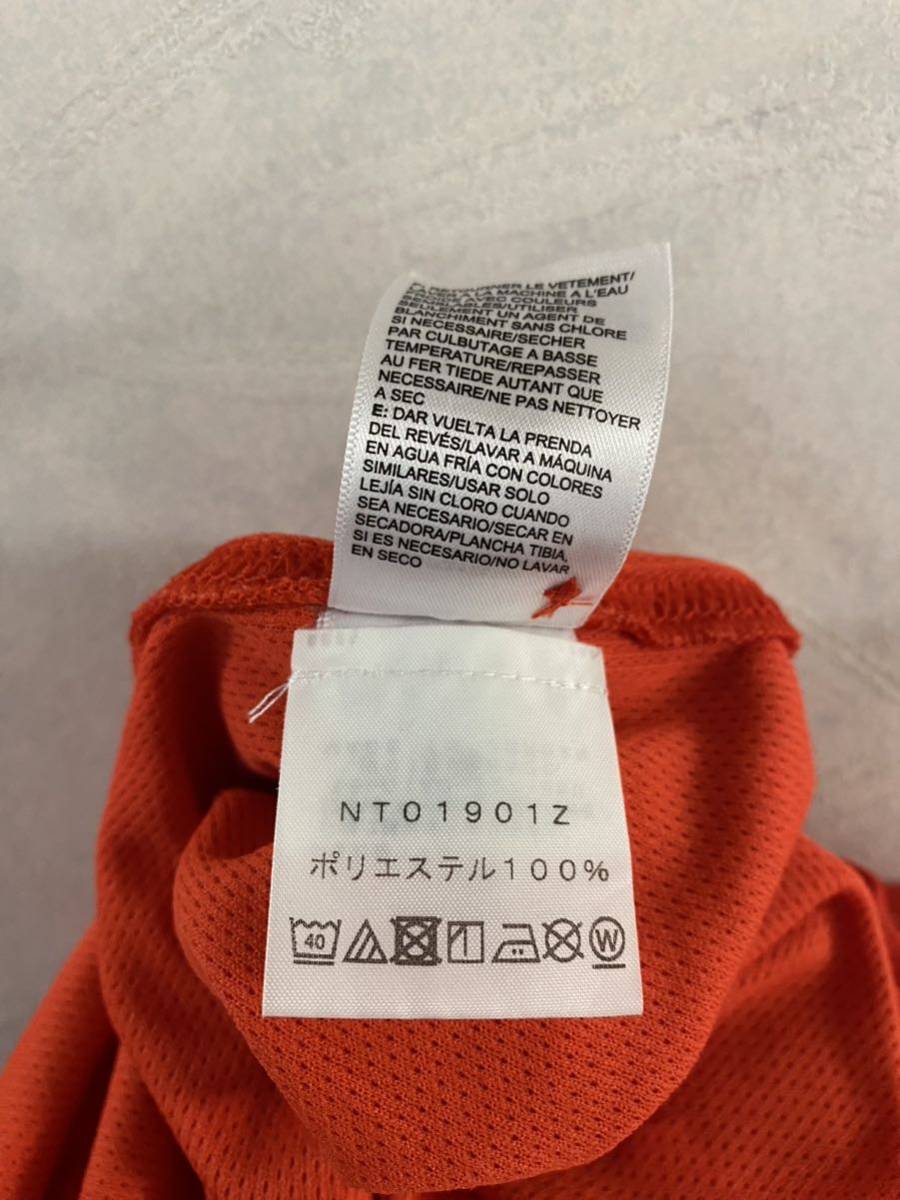 LE VETEMENT/
LA MACHINE A L'EAU
AVEC COULEURS
SEULEMENT UN AGENT DE
BLANCHIMENT SANS CHLORE
SI NECESSAIRE/SECHER
PAR CULBUTAGE A BASSE
TEMPERATURE/REPASSER
AU FER TIEDE AUTANT QUE
NECESSAIRE/NE PAS NETTOYER
A SEC
E: DAR VUELTA LA PRENDA
DEL REVÉS/LAVAR A MÁQUINA
EN AGUA FRÍA CON COLORES
SIMILARES/USAR SOLO
LEJÍA SIN CLORO CUANDO
SEA NECESARIO/SECAR EN
SECADORA/PLANCHA TIBIA,
SI ES NECESARIO/NO LAVAR
EN SECO
NT01901Z
ポリエステル100%
40
W